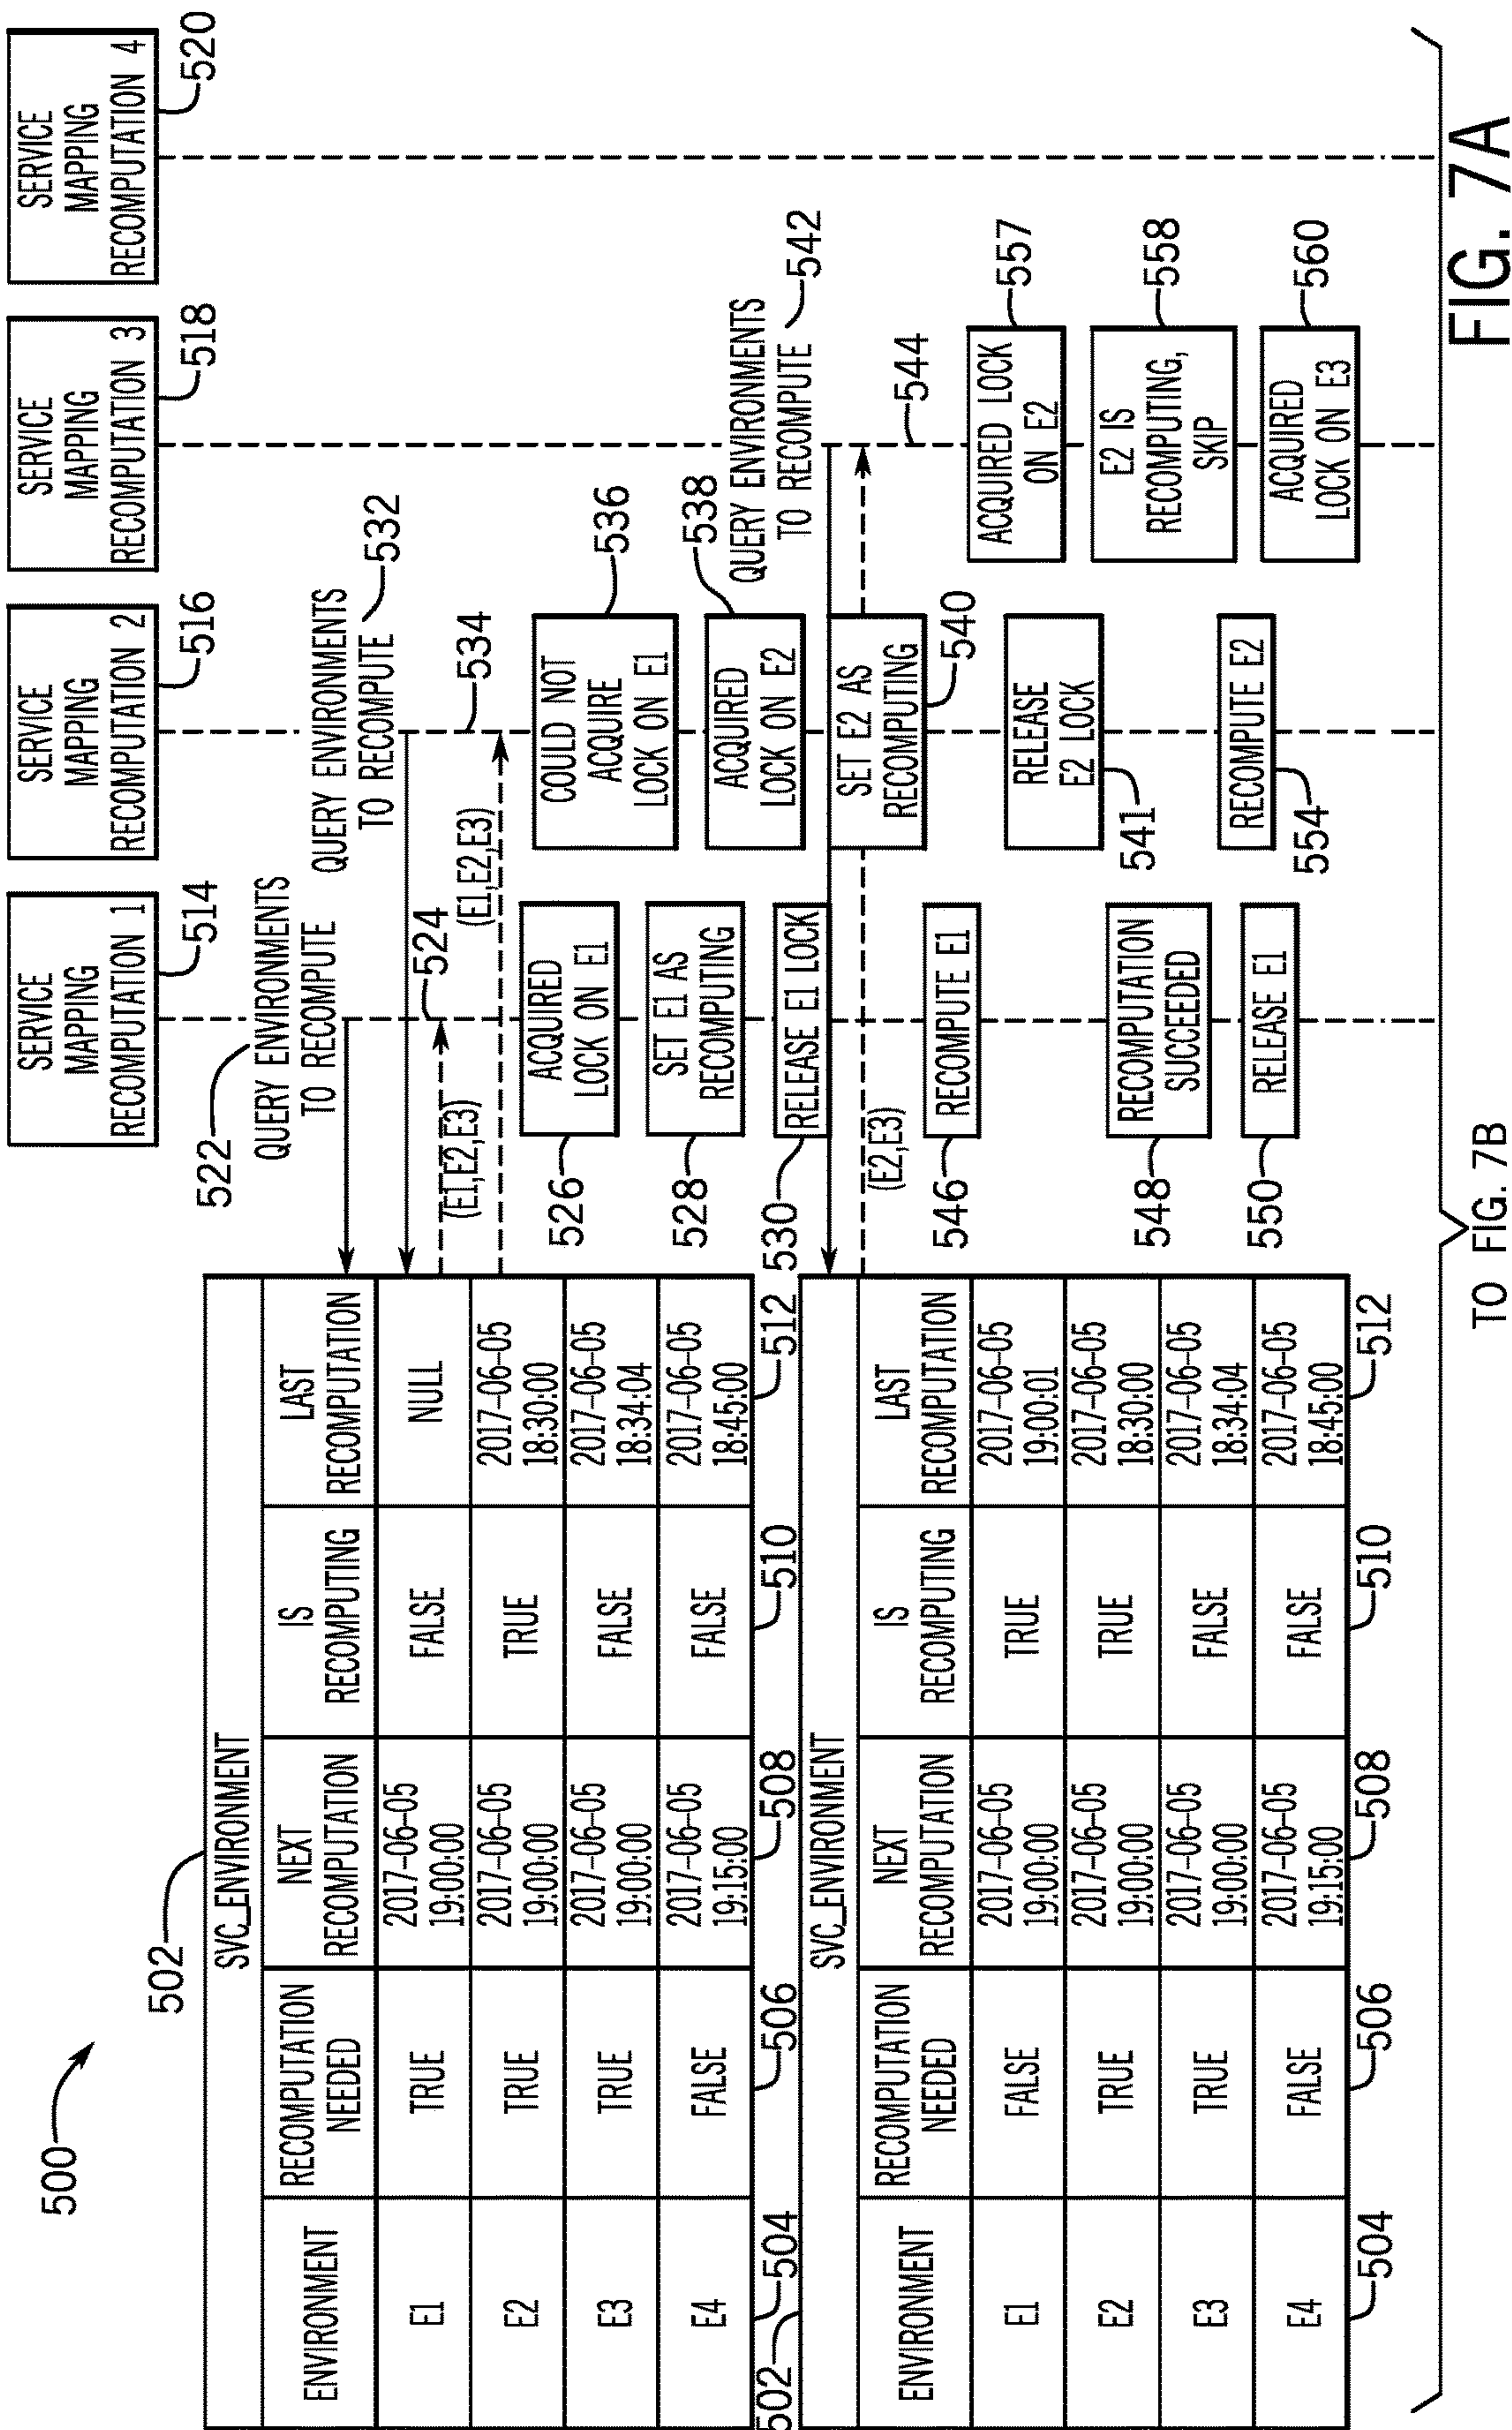 500
502
SVC_ENVIRONMENT
ENVIRONMENT
RECOMPUTATION
NEEDED
NEXT
RECOMPUTATION
IS
RECOMPUTING
LAST
RECOMPUTATION
E1
TRUE
2017-06-05
19:00:00
FALSE
NULL
E2
TRUE
2017-06-05
19:00:00
TRUE
2017-06-05
18:30:00
E3
TRUE
2017-06-05
19:00:00
FALSE
2017-06-05
18:34:04
E4
FALSE
2017-06-05
19:15:00
FALSE
2017-06-05
18:45:00
504
506
508
510
512
502
SVC_ENVIRONMENT
ENVIRONMENT
RECOMPUTATION
NEEDED
NEXT
RECOMPUTATION
IS
RECOMPUTING
LAST
RECOMPUTATION
E1
FALSE
2017-06-05
19:00:00
TRUE
2017-06-05
19:00:01
E2
TRUE
2017-06-05
19:00:00
TRUE
2017-06-05
18:30:00
E3
TRUE
2017-06-05
19:00:00
FALSE
2017-06-05
18:34:04
E4
FALSE
2017-06-05
19:15:00
FALSE
2017-06-05
18:45:00
504
506
508
510
512
SERVICE
MAPPING
RECOMPUTATION 1
514
SERVICE
MAPPING
RECOMPUTATION 2
516
SERVICE
MAPPING
RECOMPUTATION 3
518
SERVICE
MAPPING
RECOMPUTATION 4
520
522
QUERY ENVIRONMENTS
TO RECOMPUTE
QUERY ENVIRONMENTS
TO RECOMPUTE
532
524
(E1,E2,E3)
534
(E1,E2,E3)
ACQUIRED
LOCK ON E1
526
COULD NOT
ACQUIRE
LOCK ON E1
536
SET E1 AS
RECOMPUTING
528
ACQUIRED
LOCK ON E2
538
QUERY ENVIRONMENTS
TO RECOMPUTE
542
RELEASE E1 LOCK
530
SET E2 AS
RECOMPUTING
540
(E2,E3)
544
RECOMPUTE E1
546
RELEASE
E2 LOCK
541
ACQUIRED LOCK
ON E2
557
RECOMPUTATION
SUCCEEDED
548
E2 IS
RECOMPUTING,
SKIP
558
RELEASE E1
550
RECOMPUTE E2
554
ACQUIRED
LOCK ON E3
560
TO FIG. 7B
FIG. 7A